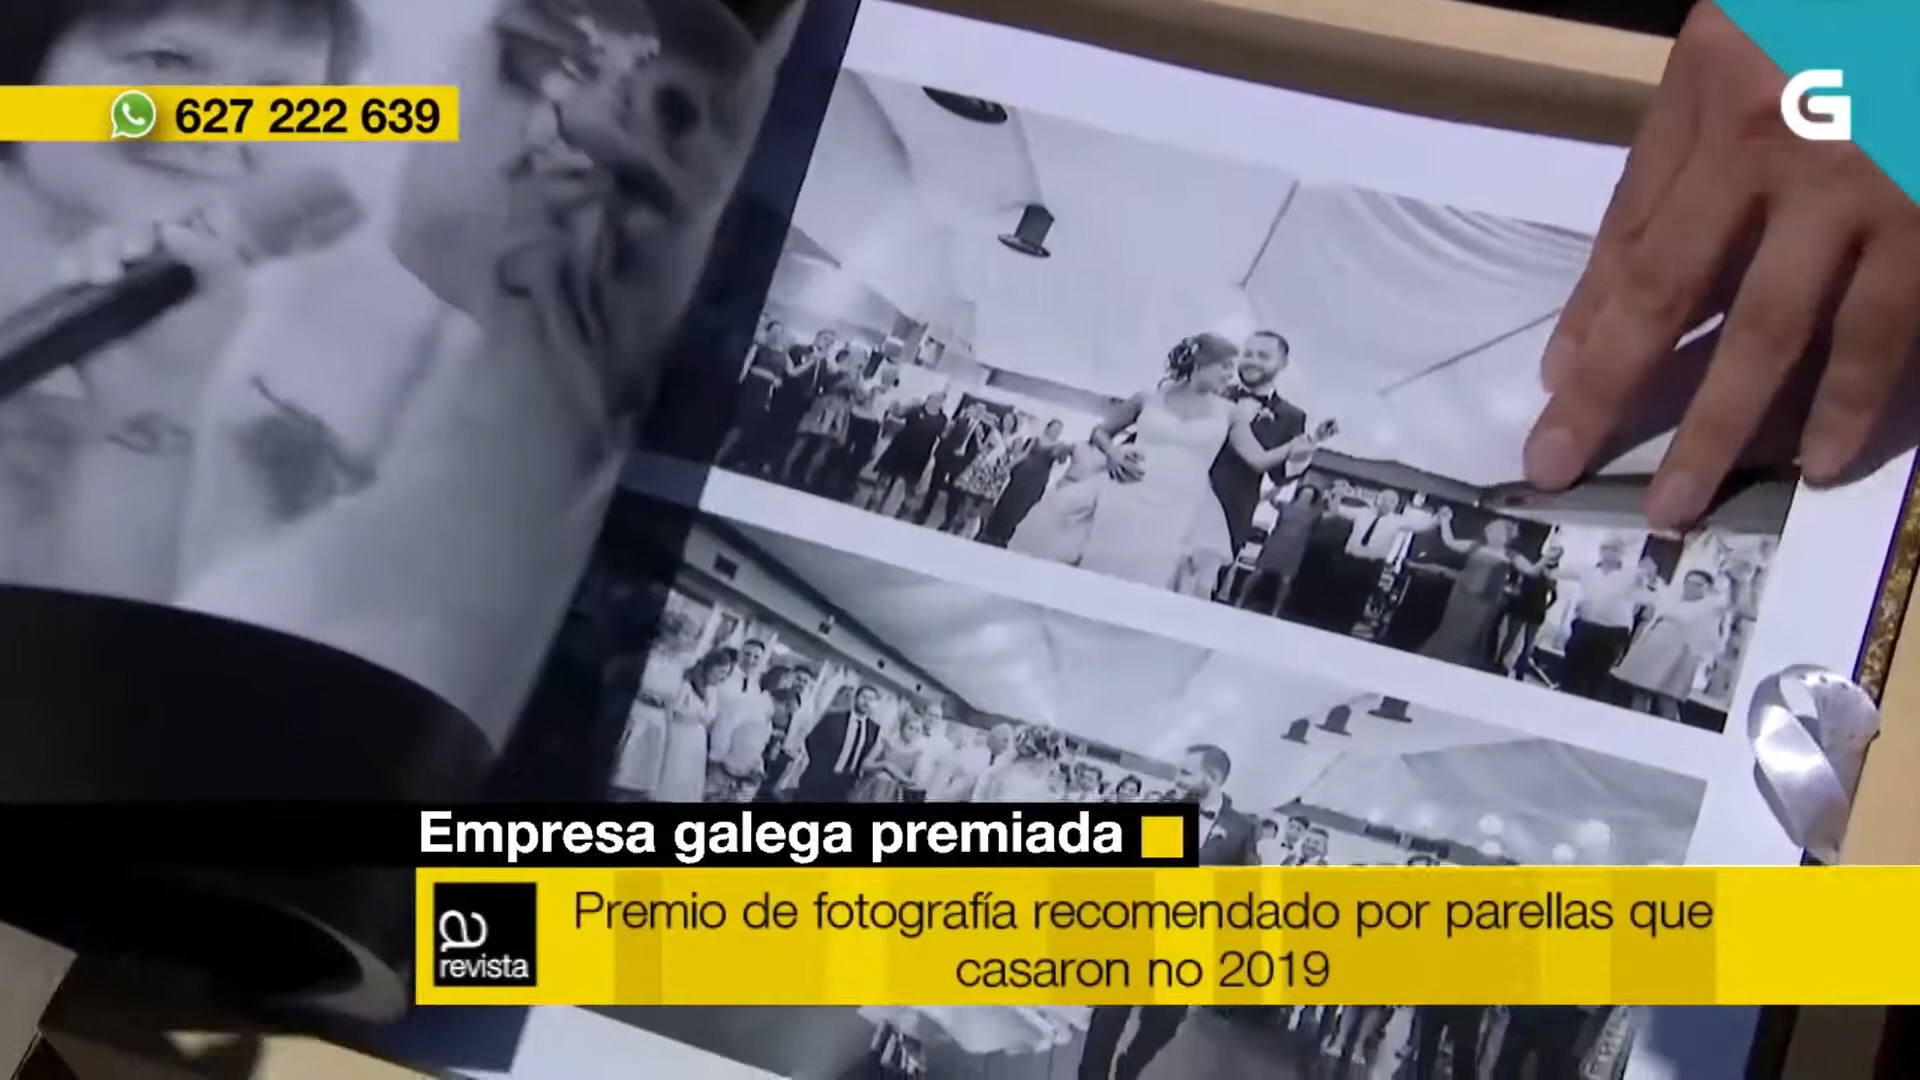 627 222 639
G
Empresa galega premiada
a revista
Premio de fotografía recomendado por parellas que
casaron no 2019